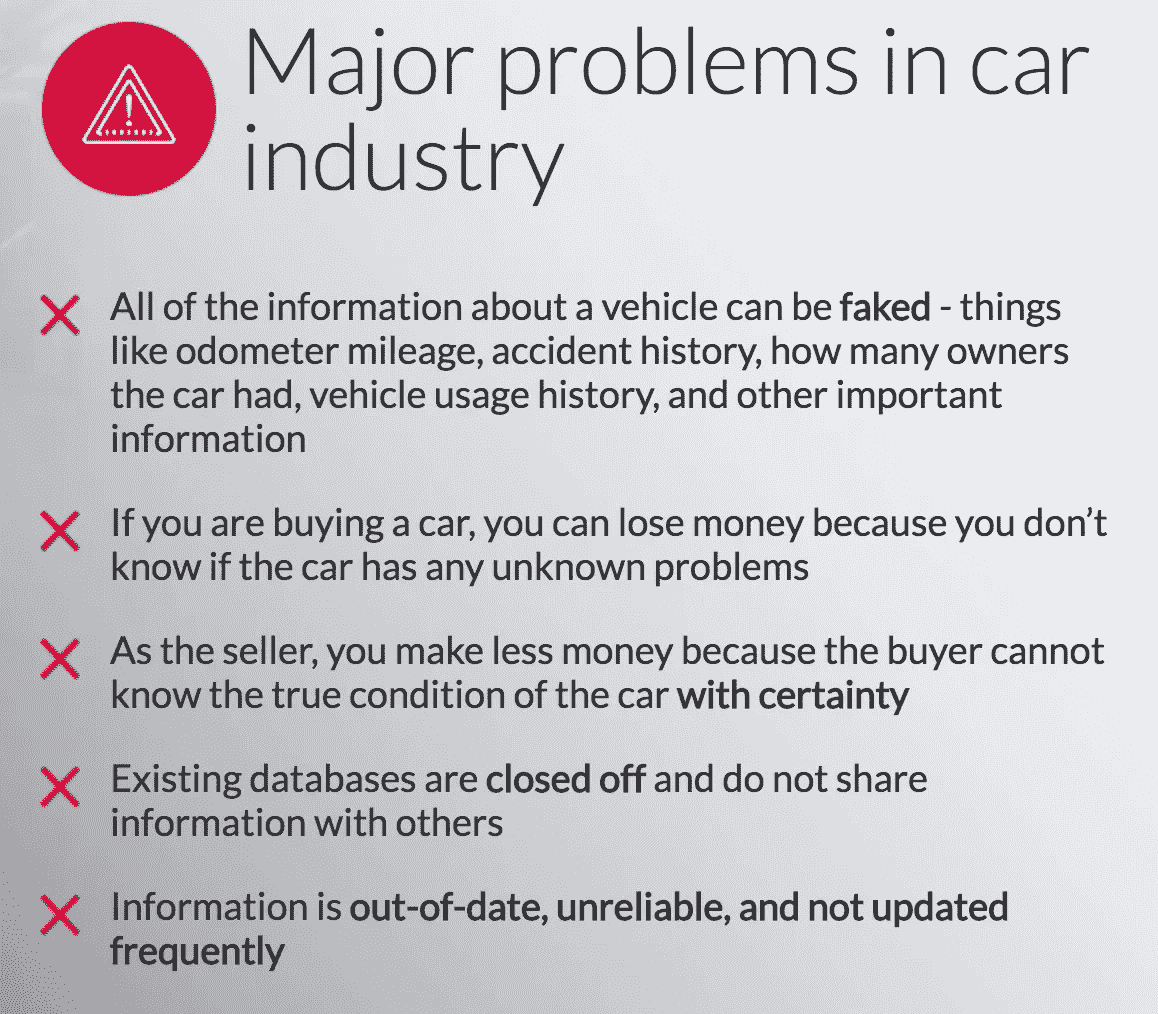 Major problems in car
industry
All of the information about a vehicle can be faked - things
like odometer mileage, accident history, how many owners
the car had, vehicle usage history, and other important
information
If you are buying a car, you can lose money because you don’t
know if the car has any unknown problems
As the seller, you make less money because the buyer cannot
know the true condition of the car with certainty
Existing databases are closed off and do not share
information with others
Information is out-of-date, unreliable, and not updated
frequently